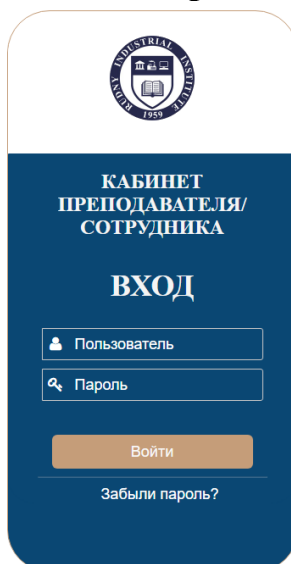 RUDNY INDUSTRIAL INSTITUTE
1959
КАБИНЕТ
ПРЕПОДАВАТЕЛЯ/
СОТРУДНИКА
ВХОД
Пользователь
Пароль
Войти
Забыли пароль?